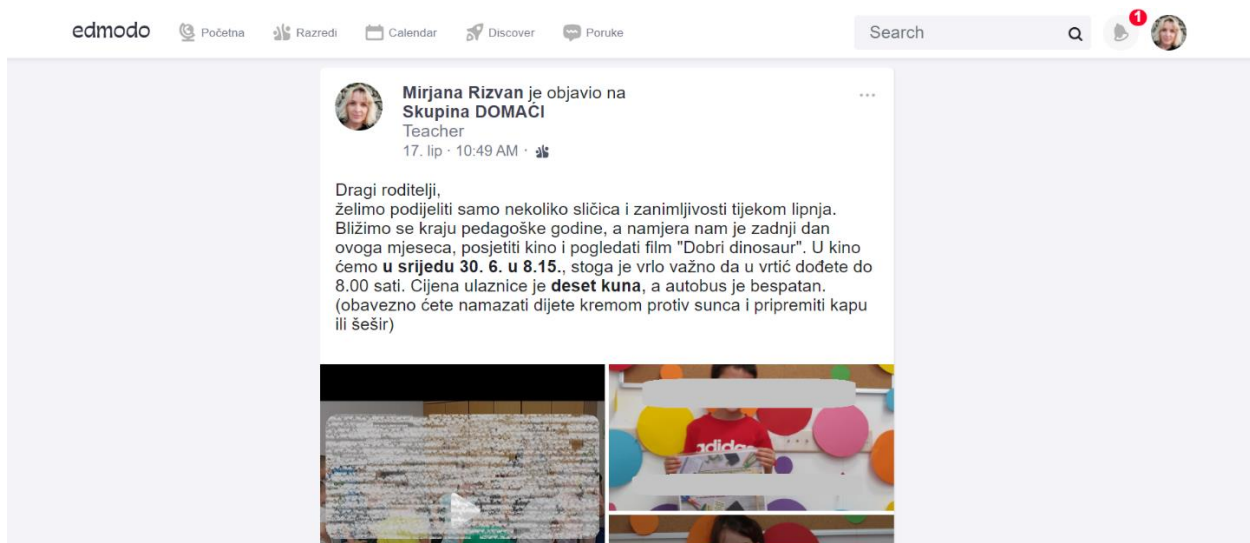 edmodo Početna Razredi Calendar Discover Poruke Search 1
Mirjana Rizvan je objavio na
Skupina DOMAĆI
Teacher
17. lip · 10:49 AM ·
Dragi roditelji,
želimo podijeliti samo nekoliko sličica i zanimljivosti tijekom lipnja.
Bližimo se kraju pedagoške godine, a namjera nam je zadnji dan
ovoga mjeseca, posjetiti kino i pogledati film "Dobri dinosaur". U kino
ćemo u srijedu 30. 6. u 8.15., stoga je vrlo važno da u vrtić dođete do
8.00 sati. Cijena ulaznice je deset kuna, a autobus je bespatan.
(obavezno ćete namazati dijete kremom protiv sunca i pripremiti kapu
ili šešir)
adidas